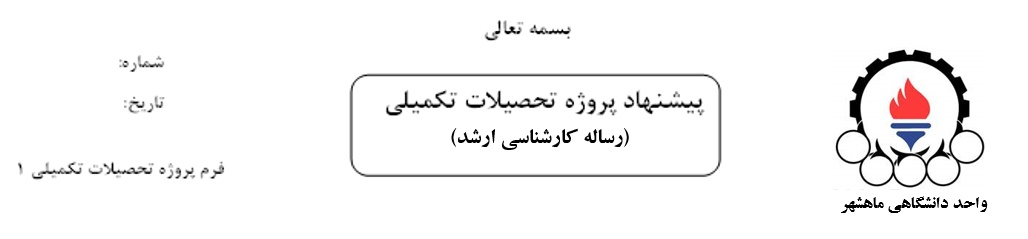 بسمه تعالی
شماره:
تاریخ:
پیشنهاد پروژه تحصیلات تکمیلی
(رساله کارشناسی ارشد)
فرم پروژه تحصیلات تکمیلی ۱
واحد دانشگاهی ماهشهر